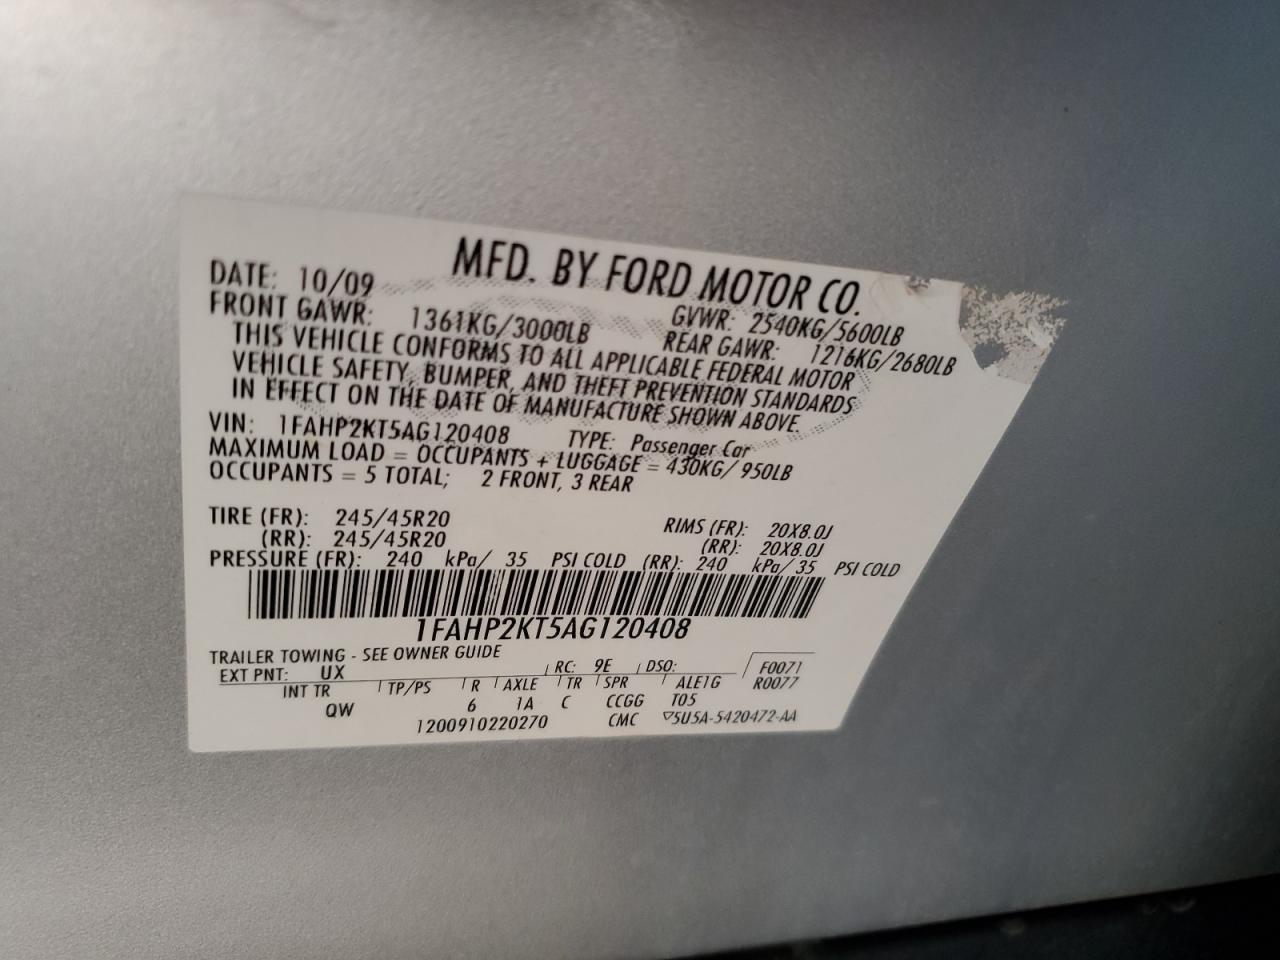 MFD. BY FORD MOTOR CO.
DATE: 10/09 GVWR: 2540KG/5600LB
FRONT GAWR: 1361KG/3000LB REAR GAWR: 1216KG/2680LB
THIS VEHICLE CONFORMS TO ALL APPLICABLE FEDERAL MOTOR
VEHICLE SAFETY, BUMPER, AND THEFT PREVENTION STANDARDS
IN EFFECT ON THE DATE OF MANUFACTURE SHOWN ABOVE.
VIN: 1FAHP2KT5AG120408 TYPE: Passenger Car
MAXIMUM LOAD = OCCUPANTS + LUGGAGE = 430KG/ 950LB
OCCUPANTS = 5 TOTAL; 2 FRONT, 3 REAR
TIRE (FR): 245/45R20 RIMS (FR): 20X8.0J
(RR): 245/45R20 (RR): 20X8.0J
PRESSURE (FR): 240 kPa/ 35 PSI COLD (RR): 240 kPa/ 35 PSI COLD
1FAHP2KT5AG120408
TRAILER TOWING - SEE OWNER GUIDE
EXT PNT: UX RC: 9E DSO: F0071
INT TR TP/PS R AXLE TR SPR ALE1G R0077
QW 6 1A C CCGG T05
1200910220270 CMC ▽5U5A-5420472-AA